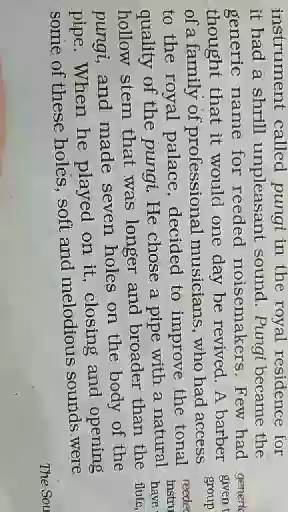 instrument called pungi in the royal residence for
it had a shrill unpleasant sound. Pungi became the
generic name for reeded noisemakers. Few had
thought that it would one day be revived. A barber
of a family of professional musicians, who had access
to the royal palace, decided to improve the tonal
quality of the pungi. He chose a pipe with a natural
hollow stem that was longer and broader than the
pungi, and made seven holes on the body of the
pipe. When he played on it, closing and opening
some of these holes, soft and melodious sounds were
generic
given
group
reeded
have
flute,
The Sou